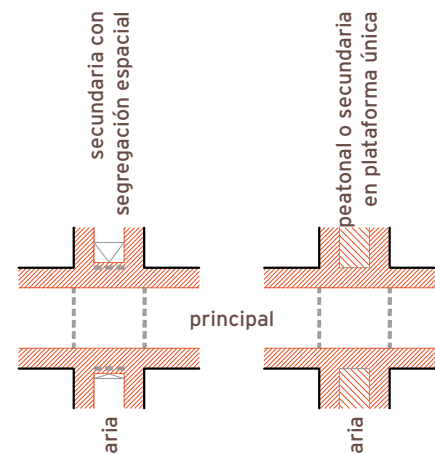 secundaria con
segregación espacial
peatonal o secundaria
en plataforma única
principal
aria
aria